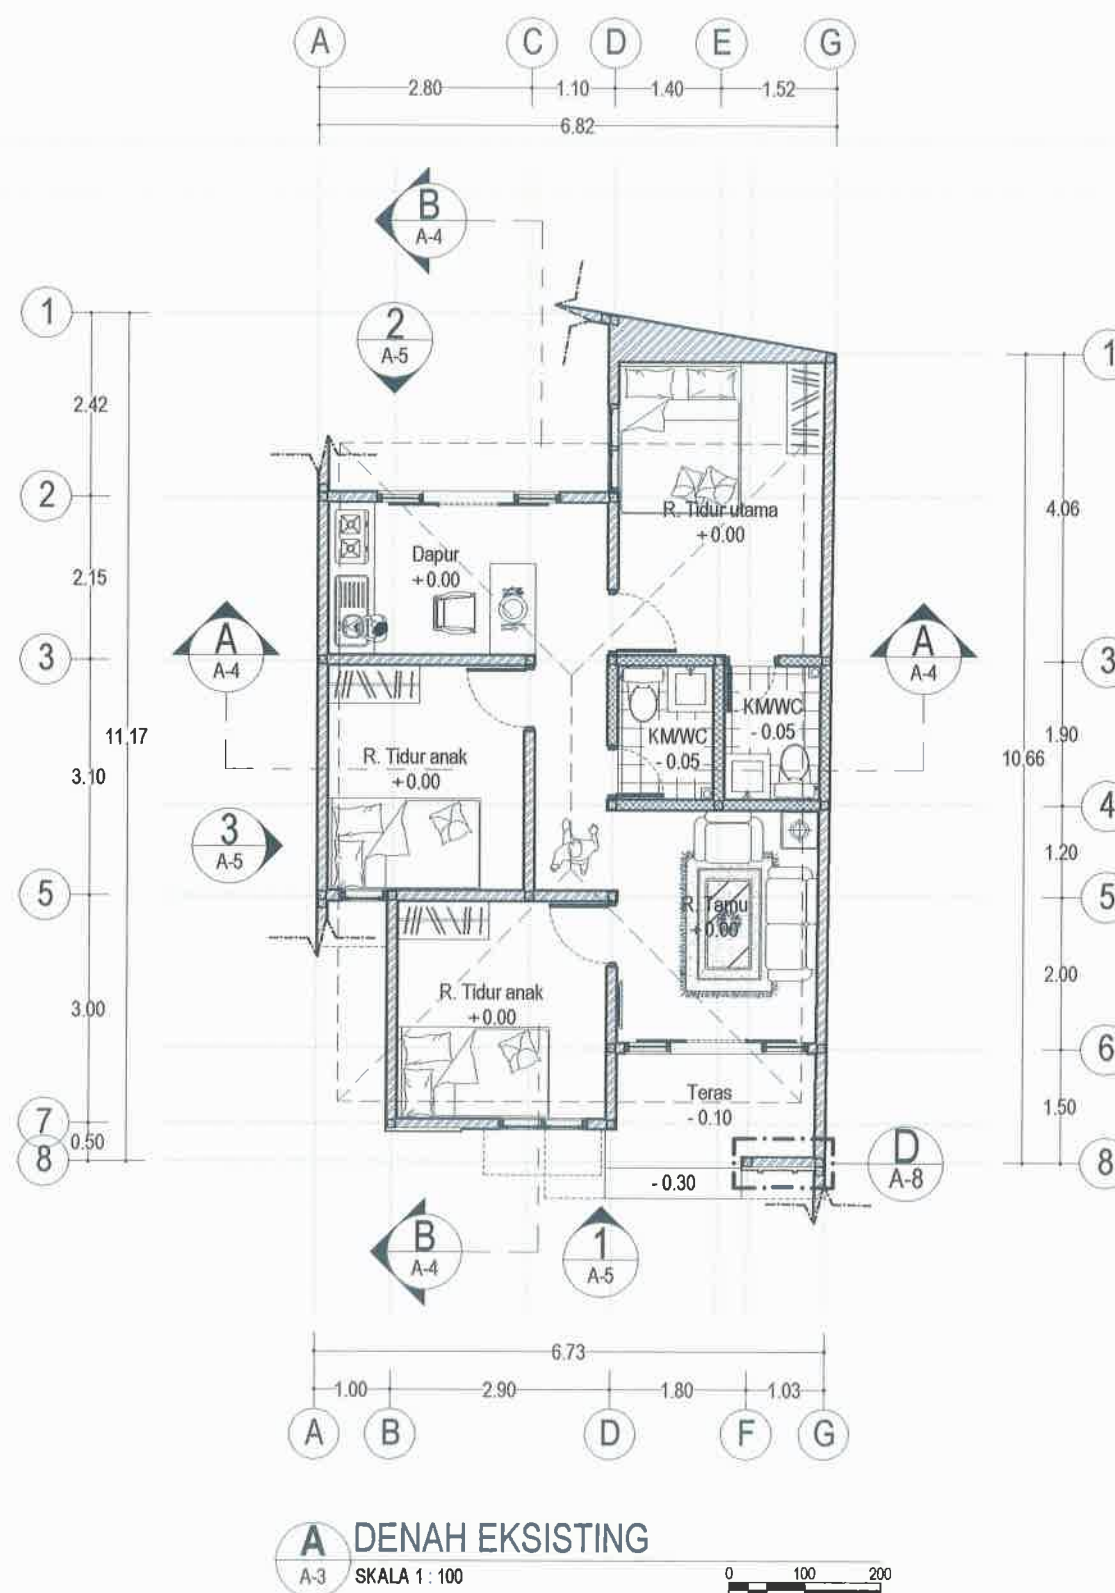 A C D E G
2.80 1.10 1.40 1.52
6.82
B
A-4
1
2
A-5
1
2.42
2
4.06
R. Tidur utama
+0.00
Dapur
+0.00
2.15
A
A-4
A
A-4
3
3
KM/WC
- 0.05
KM/WC
- 0.05
11.17
1.90
10.66
R. Tidur anak
+0.00
3.10
4
3
A-5
1.20
5
5
R. Tamu
+0.00
2.00
R. Tidur anak
+0.00
3.00
6
Teras
- 0.10
1.50
7
0.50
8
D
A-8
8
- 0.30
B
A-4
1
A-5
6.73
1.00 2.90 1.80 1.03
A B D F G
A
A-3
DENAH EKSISTING
SKALA 1 : 100
0 100 200